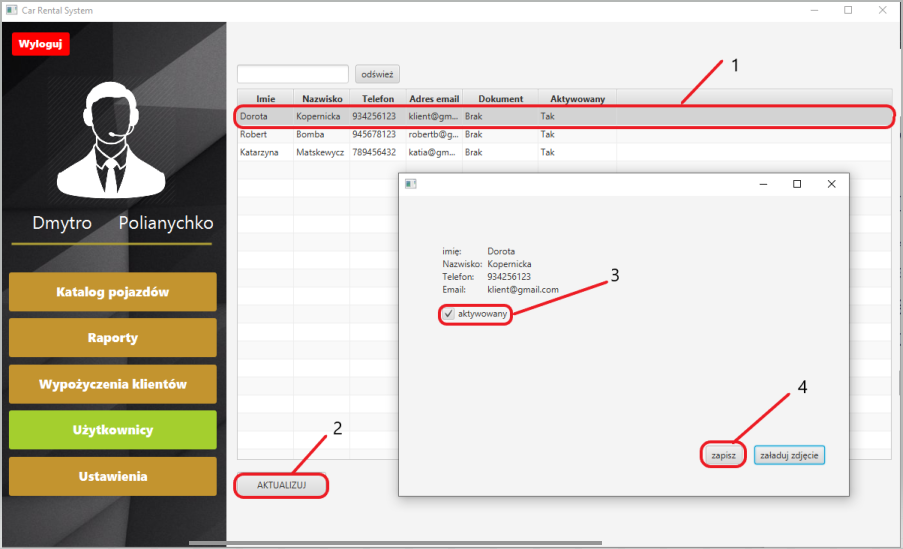 Car Rental System
Wyloguj
odśwież
1
Imie Nazwisko Telefon Adres email Dokument Aktywowany
Dorota Kopernicka 934256123 klient@gm... Brak Tak
Robert Bomba 945678123 robertb@g... Brak Tak
Katarzyna Matskewycz 789456432 katia@gm... Brak Tak
Dmytro Polianychko
imię: Dorota
Nazwisko: Kopernicka
Telefon: 934256123
Email: klient@gmail.com
3
aktywowany
Katalog pojazdów
Raporty
Wypożyczenia klientów
Użytkownicy
Ustawienia
4
zapisz załaduj zdjęcie
2
AKTUALIZUJ